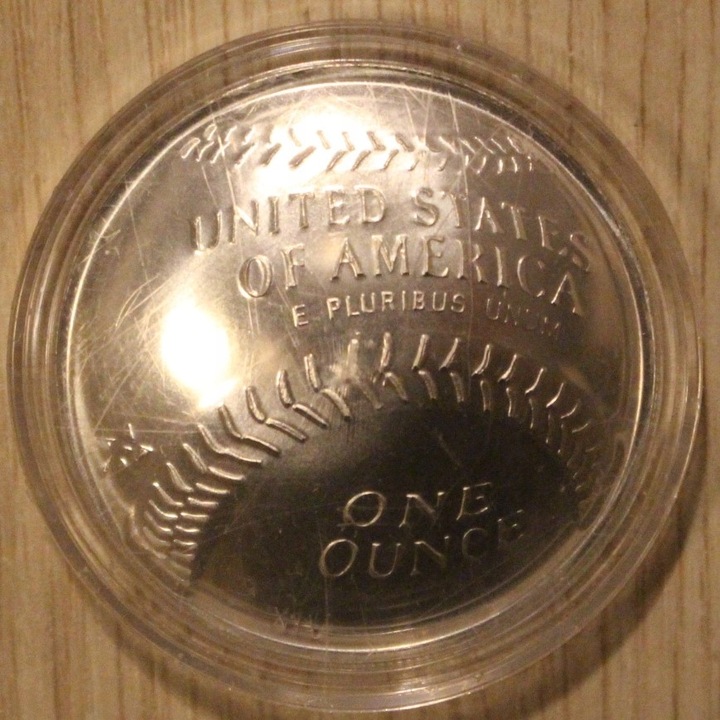 UNITED STATES
OF AMERICA
E PLURIBUS UNUM
ONE
OUNCE